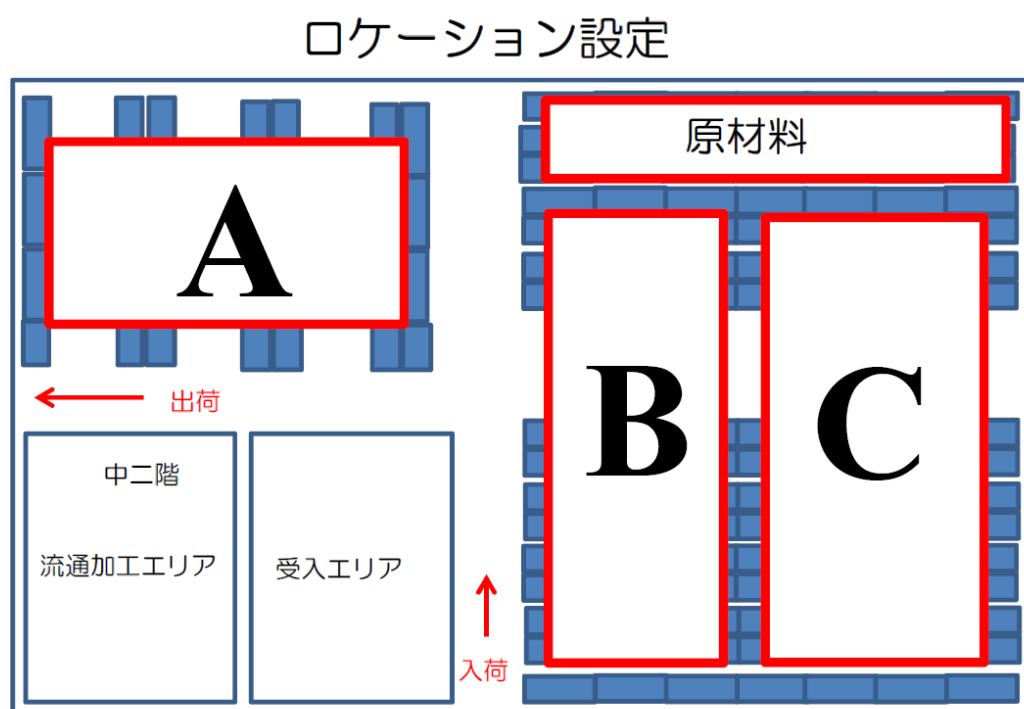 ロケーション設定
原材料
A
B
C
出荷
中二階
流通加工エリア
受入エリア
入荷